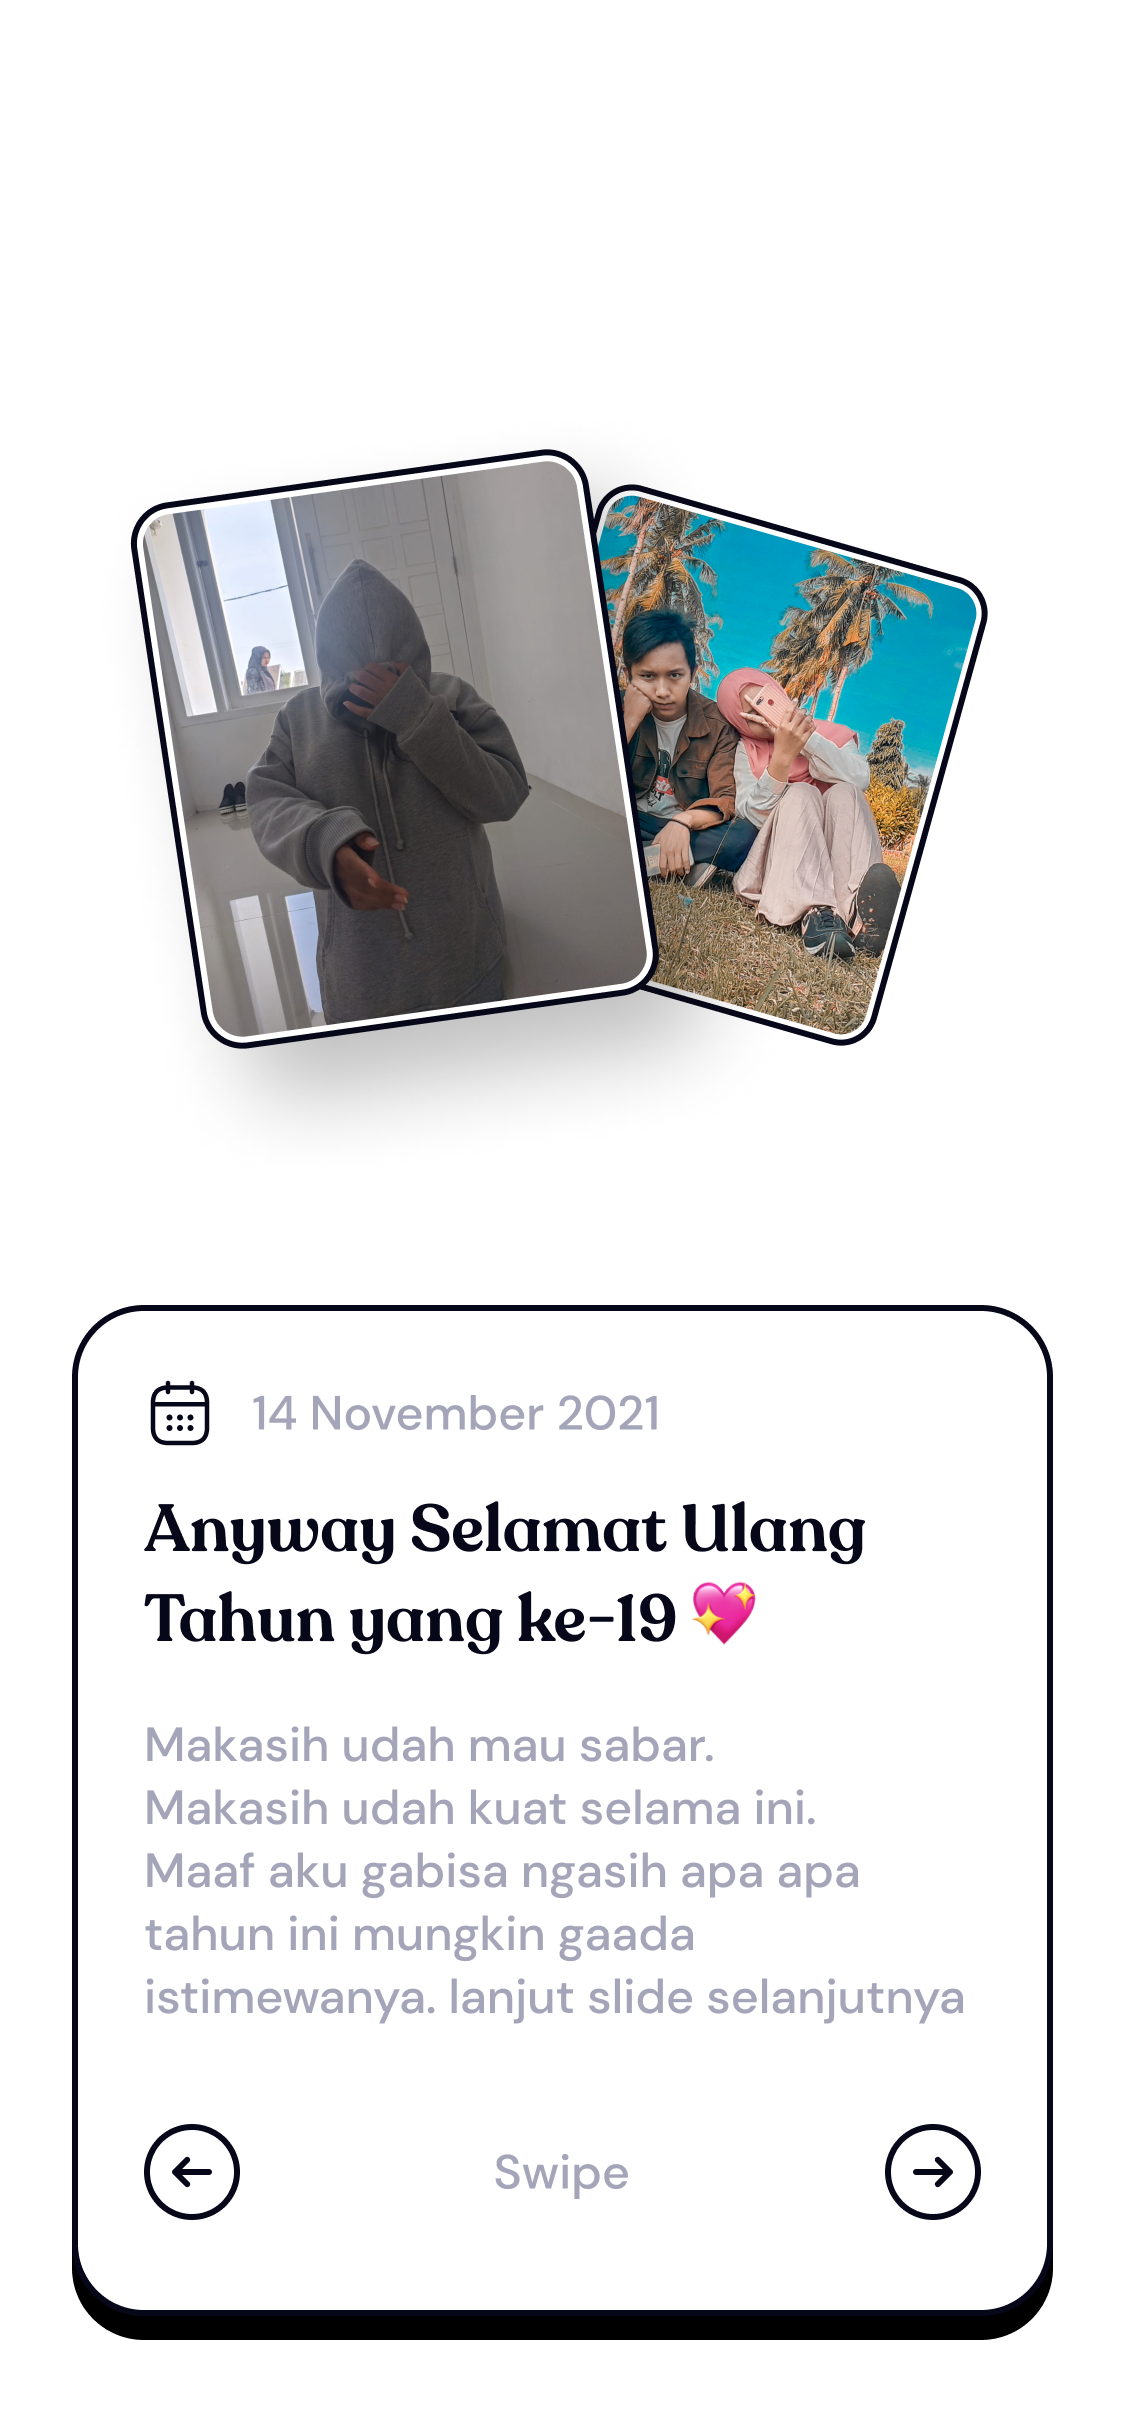 14 November 2021
Anyway Selamat Ulang
Tahun yang ke-19 💖
Makasih udah mau sabar.
Makasih udah kuat selama ini.
Maaf aku gabisa ngasih apa apa
tahun ini mungkin gaada
istimewanya. lanjut slide selanjutnya
Swipe